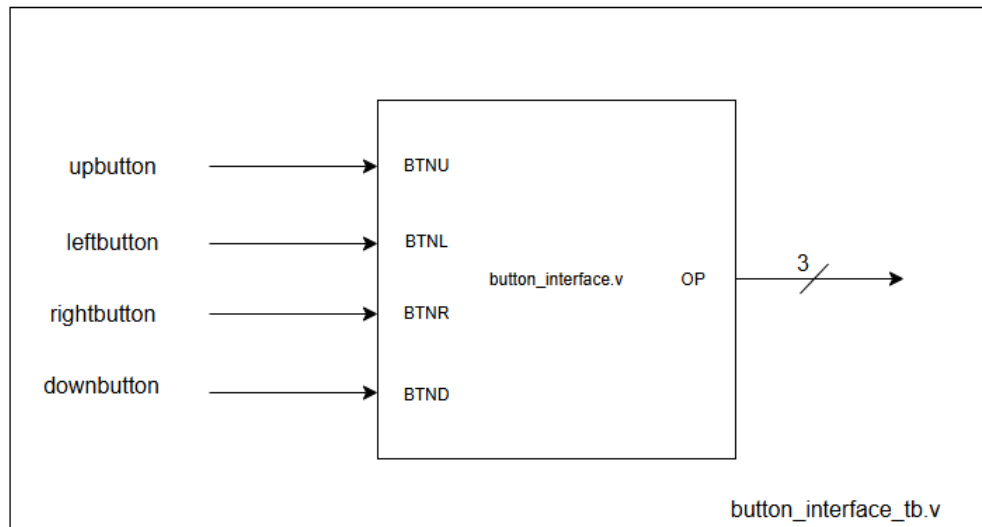 upbutton
BTNU
leftbutton
BTNL
3
button_interface.v
OP
rightbutton
BTNR
downbutton
BTND
button_interface_tb.v